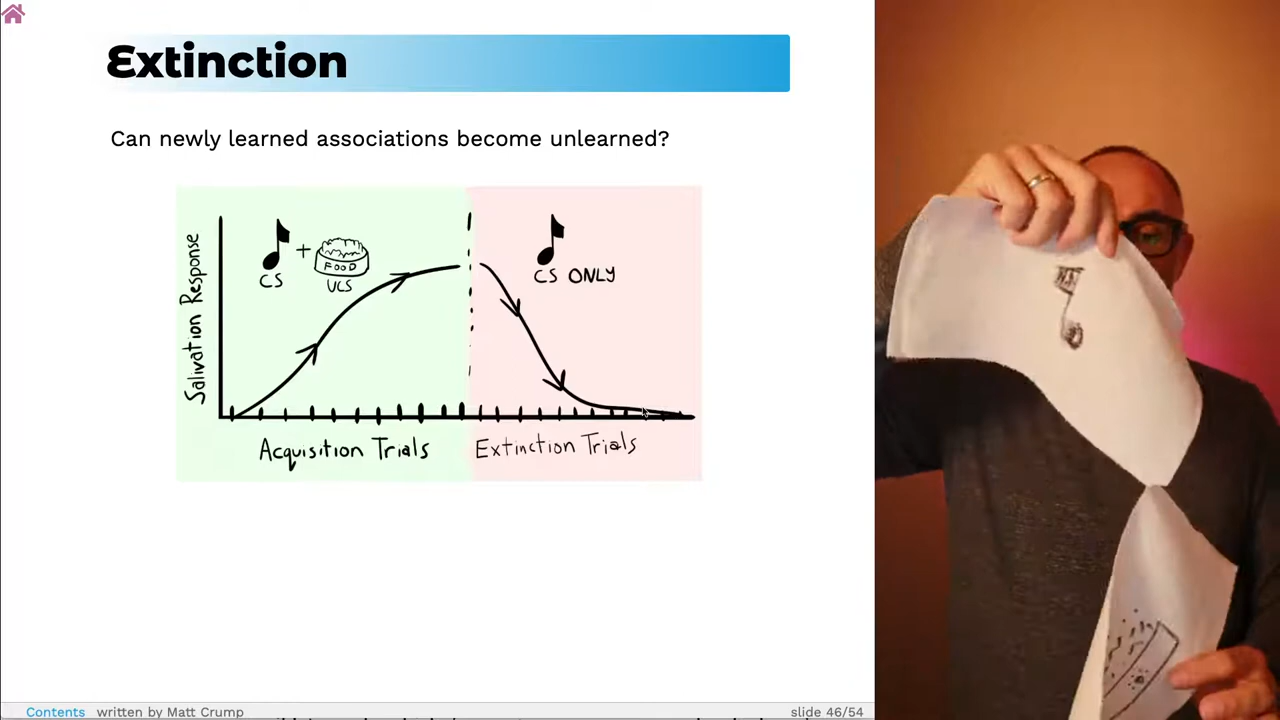 Extinction
Can newly learned associations become unlearned?
Salivation Response
CS
+
FOOD
UCS
CS ONLY
Acquisition Trials
Extinction Trials
Contents written by Matt Crump
slide 46/54